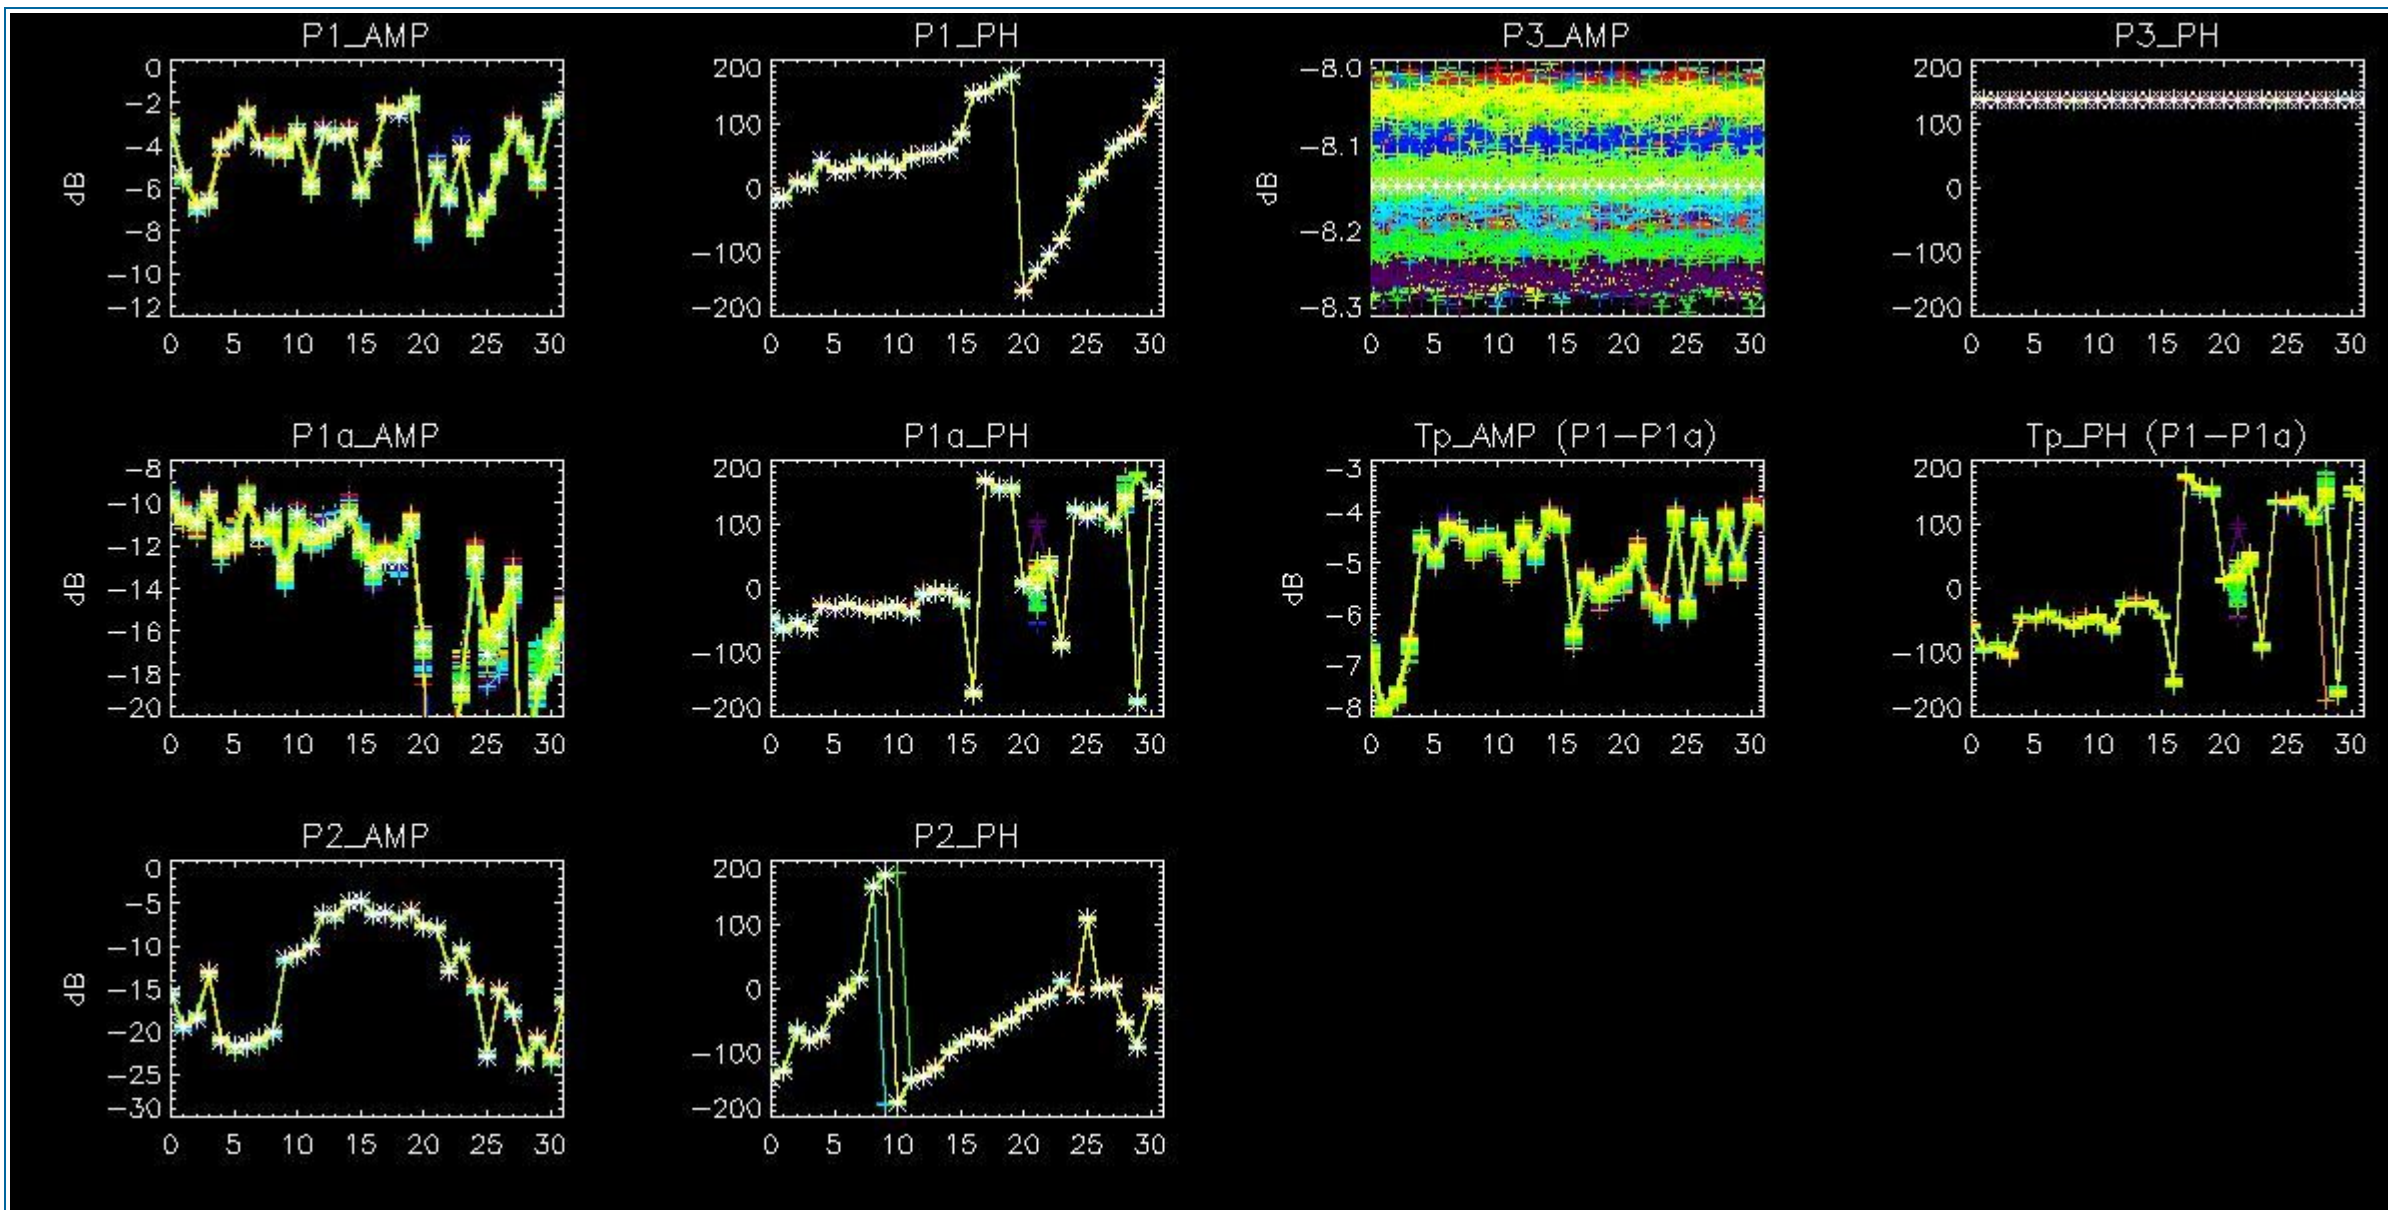 P1_AMP P1_PH P3_AMP P3_PH
0 200 −8.0 200
−2
−4 100 −8.1 100
dB −6 0 dB 0
−8 −100 −8.2 −100
−10
−12 −200 −8.3 −200
0 5 10 15 20 25 30 0 5 10 15 20 25 30 0 5 10 15 20 25 30 0 5 10 15 20 25 30
P1a_AMP P1a_PH Tp_AMP (P1−P1a) Tp_PH (P1−P1a)
−8 200 −3 200
−10 100 −4 100
−12
dB −14 0 dB −5 0
−16 −100 −6 −100
−18 −7
−20 −200 −8 −200
0 5 10 15 20 25 30 0 5 10 15 20 25 30 0 5 10 15 20 25 30 0 5 10 15 20 25 30
P2_AMP P2_PH
0 200
−5 100
−10
dB −15 0
−20 −100
−25
−30 −200
0 5 10 15 20 25 30 0 5 10 15 20 25 30